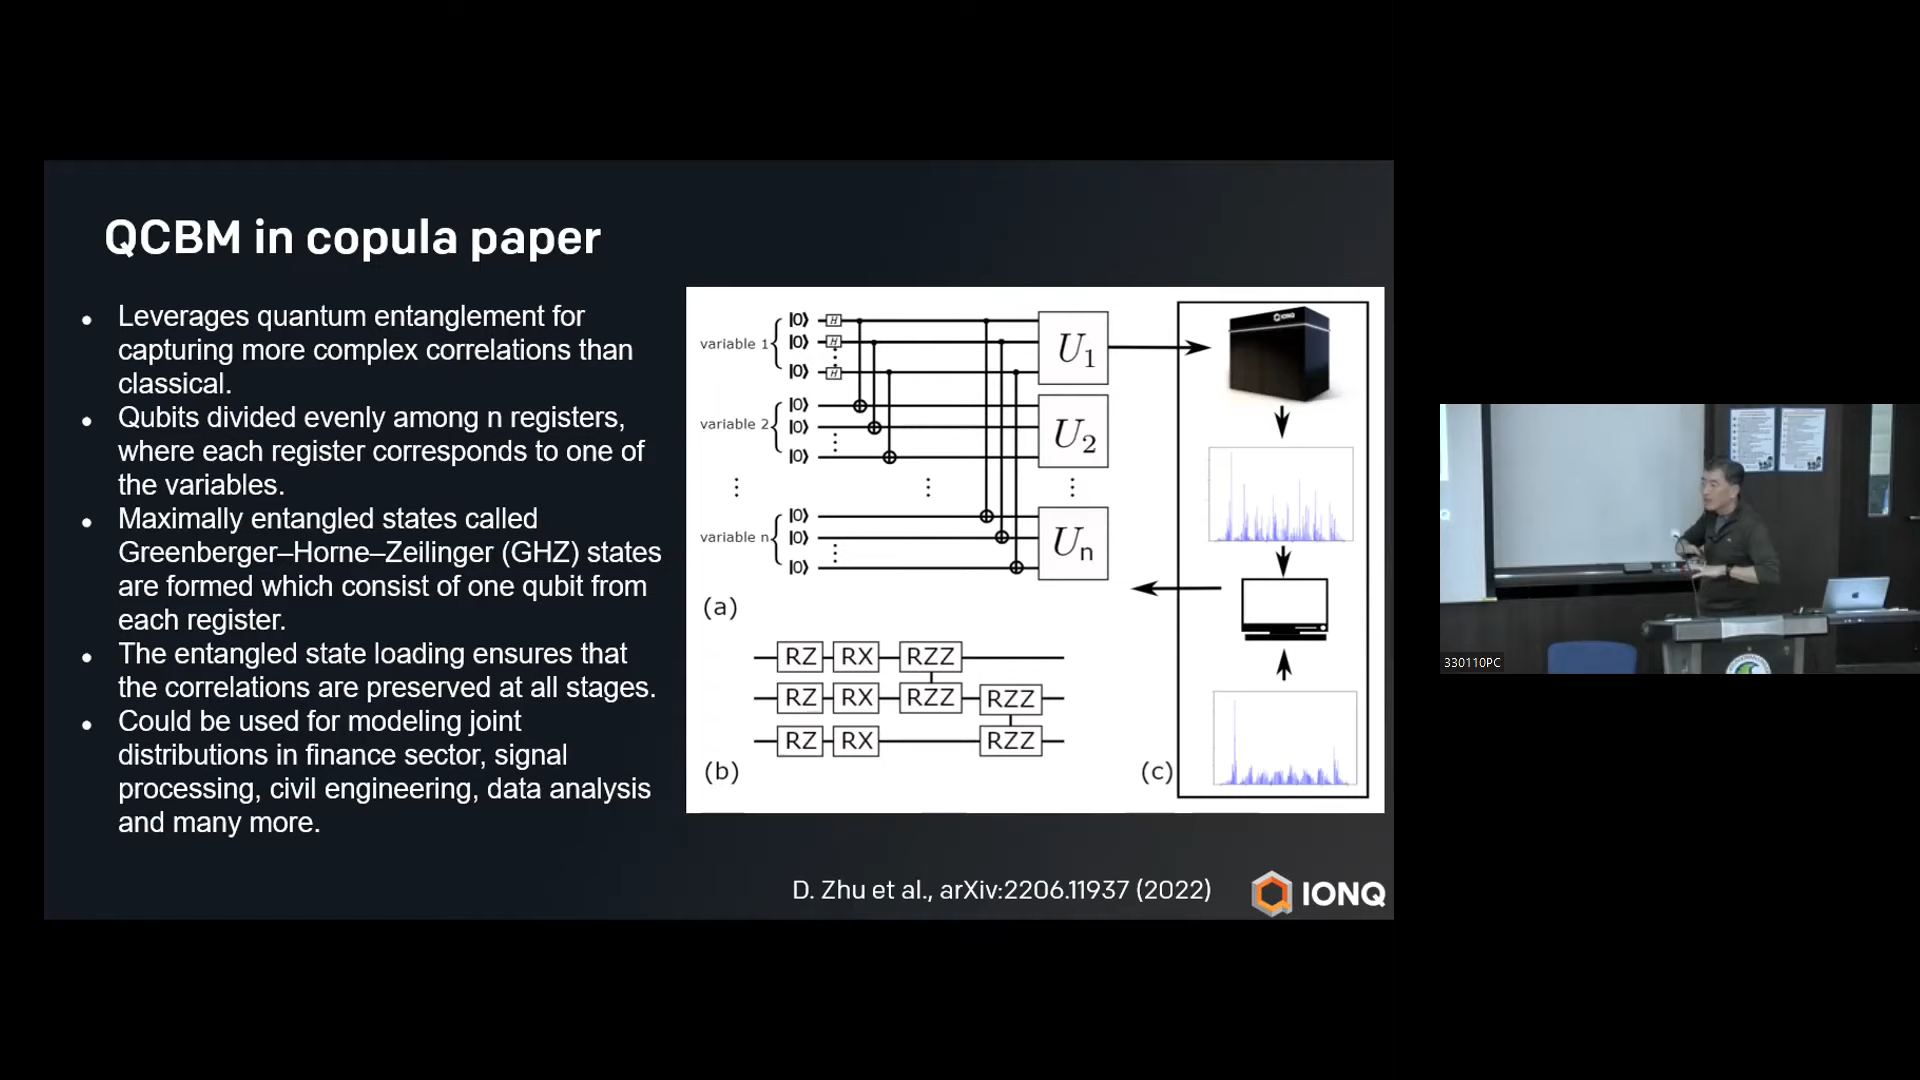 QCBM in copula paper
Leverages quantum entanglement for
capturing more complex correlations than
classical.
Qubits divided evenly among n registers,
where each register corresponds to one of
the variables.
Maximally entangled states called
Greenberger–Horne–Zeilinger (GHZ) states
are formed which consist of one qubit from
each register.
The entangled state loading ensures that
the correlations are preserved at all stages.
Could be used for modeling joint
distributions in finance sector, signal
processing, civil engineering, data analysis
and many more.
variable 1
|0⟩ H
|0⟩ H
|0⟩ H
U1
variable 2
|0⟩
|0⟩
|0⟩
U2
variable n
|0⟩
|0⟩
|0⟩
Un
(a)
RZ RX RZZ
RZ RX RZZ RZZ
RZ RX RZZ
(b)
IONQ
(c)
D. Zhu et al., arXiv:2206.11937 (2022)
IONQ
330110PC